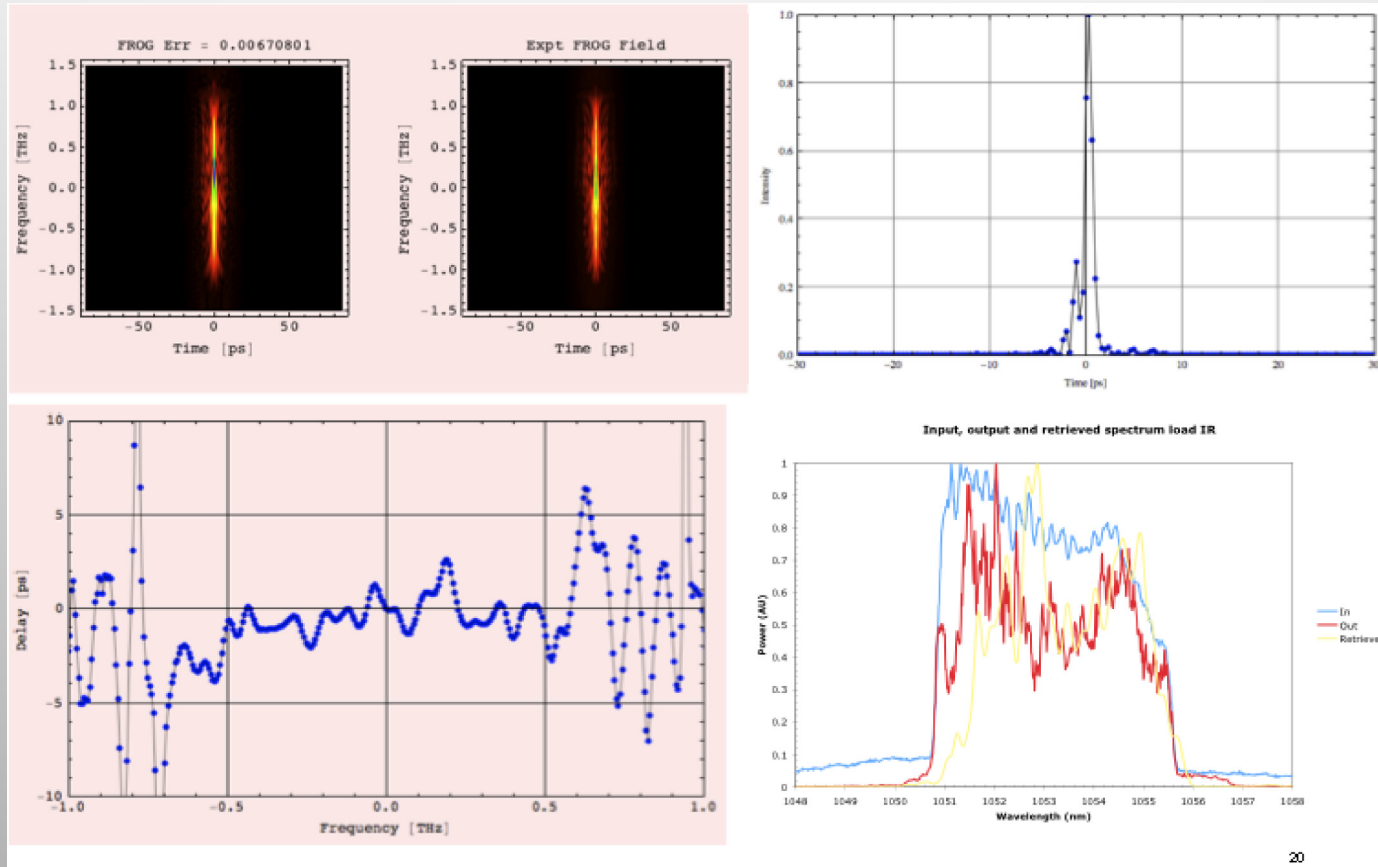 FROG Err = 0.00670801
1.5
1.0
0.5
0.0
-0.5
-1.0
-1.5
Frequency [THz]
-50 0 50
Time [ps]
Expt FROG Field
1.5
1.0
0.5
0.0
-0.5
-1.0
-1.5
Frequency [THz]
-50 0 50
Time [ps]
1.0
0.8
0.6
0.4
0.2
0.0
Intensity
-30 -20 -10 0 10 20 30
Time [ps]
10
5
0
-5
-10
Delay [ps]
-1.0 -0.5 0.0 0.5 1.0
Frequency [THz]
Input, output and retrieved spectrum load IR
1
0.9
0.8
0.7
0.6
0.5
0.4
0.3
0.2
0.1
0
Power (AU)
1048 1049 1050 1051 1052 1053 1054 1055 1056 1057 1058
Wavelength (nm)
In
Out
Retrieve
20